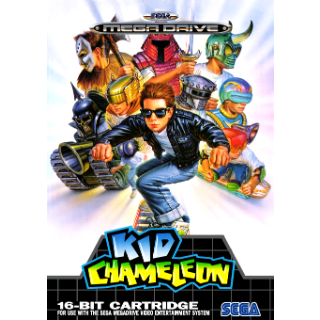 SEGA
MEGA DRIVE
KID
CHAMELEON
16-BIT CARTRIDGE
FOR USE WITH THE SEGA MEGADRIVE VIDEO ENTERTAINMENT SYSTEM
SEGA